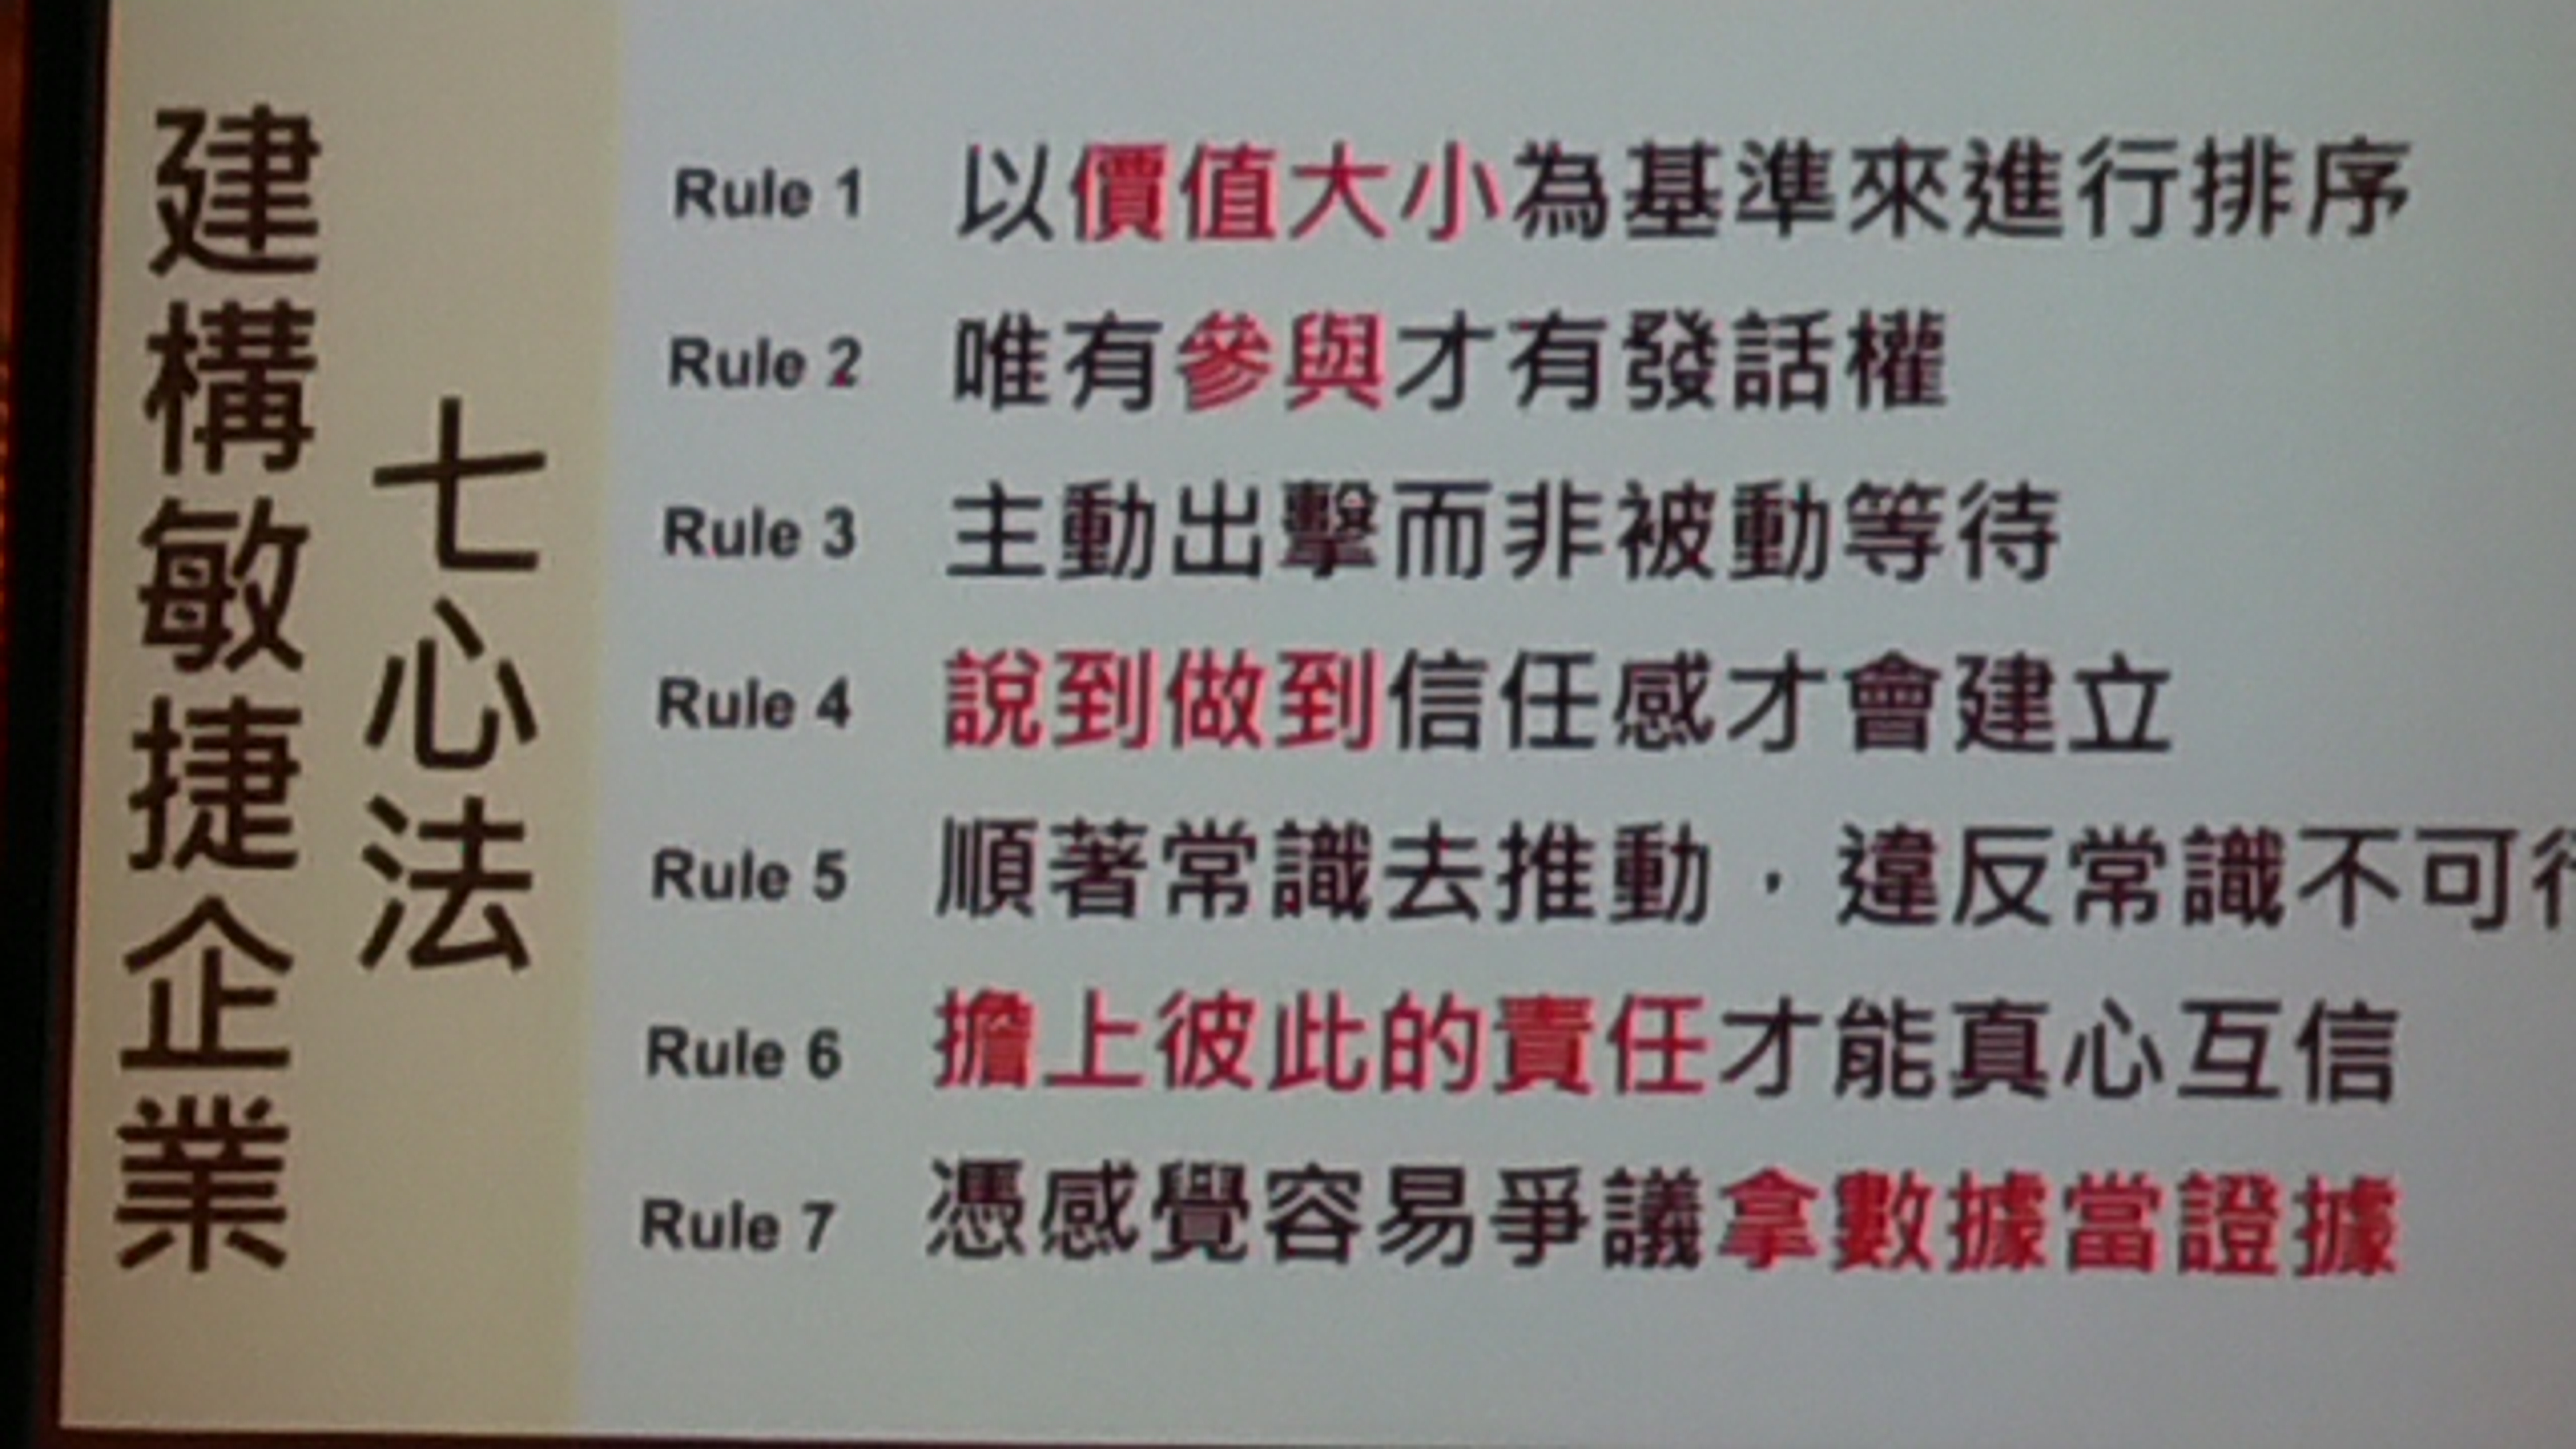 建構敏捷企業
七心法
Rule 1 以價值大小為基準來進行排序
Rule 2 唯有參與才有發話權
Rule 3 主動出擊而非被動等待
Rule 4 說到做到信任感才會建立
Rule 5 順著常識去推動，違反常識不可行
Rule 6 擔上彼此的責任才能真心互信
Rule 7 憑感覺容易爭議拿數據當證據